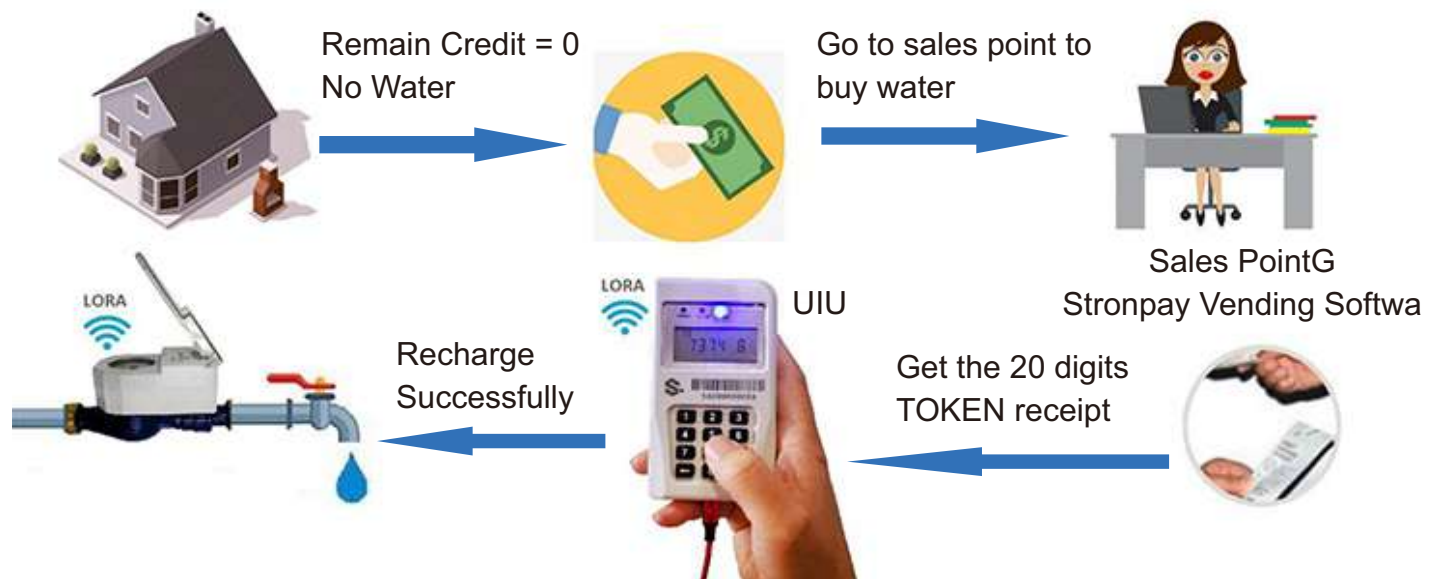 Remain Credit = 0
No Water
Go to sales point to
buy water
Sales PointG
Stronpay Vending Softwa
Get the 20 digits
TOKEN receipt
LORA
UIU
Recharge
Successfully
LORA